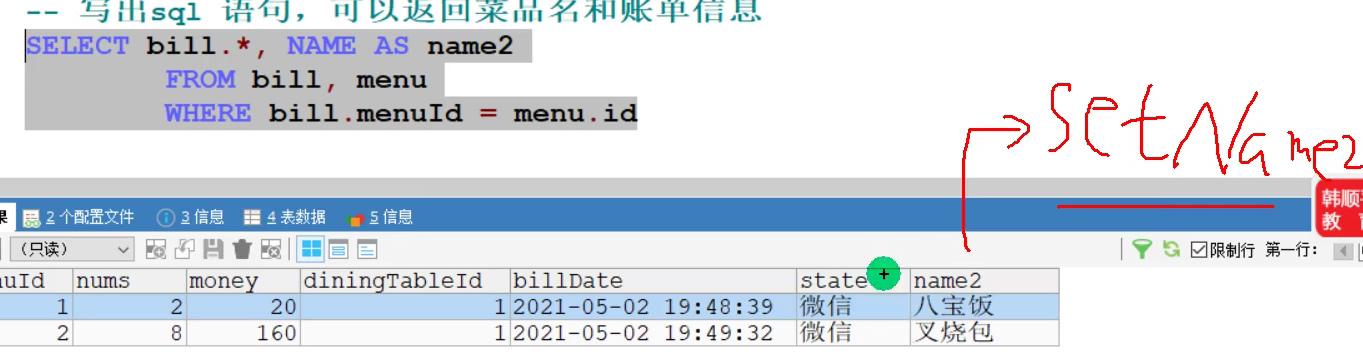 -- 写出sql 语句，可以返回菜品名和账单信息
SELECT bill.*, NAME AS name2
FROM bill, menu
WHERE bill.menuId = menu.id
setName2
果 2 个配置文件 3 信息 4 表数据 5 信息
韩顺平
教育
（只读） 限制行 第一行:
nuId nums money diningTableId billDate state name2
1 2 20 1 2021-05-02 19:48:39 微信 八宝饭
2 8 160 1 2021-05-02 19:49:32 微信 叉烧包